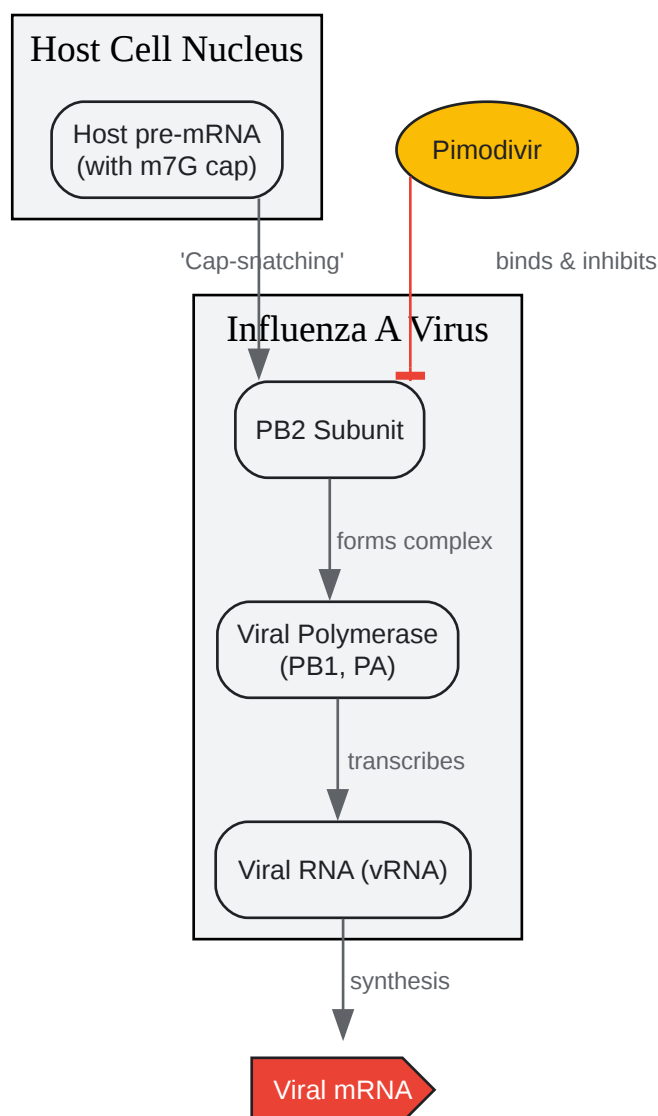 Host Cell Nucleus
Host pre-mRNA
(with m7G cap)
Pimodivir
'Cap-snatching'
binds & inhibits
Influenza A Virus
PB2 Subunit
forms complex
Viral Polymerase
(PB1, PA)
transcribes
Viral RNA (vRNA)
synthesis
Viral mRNA